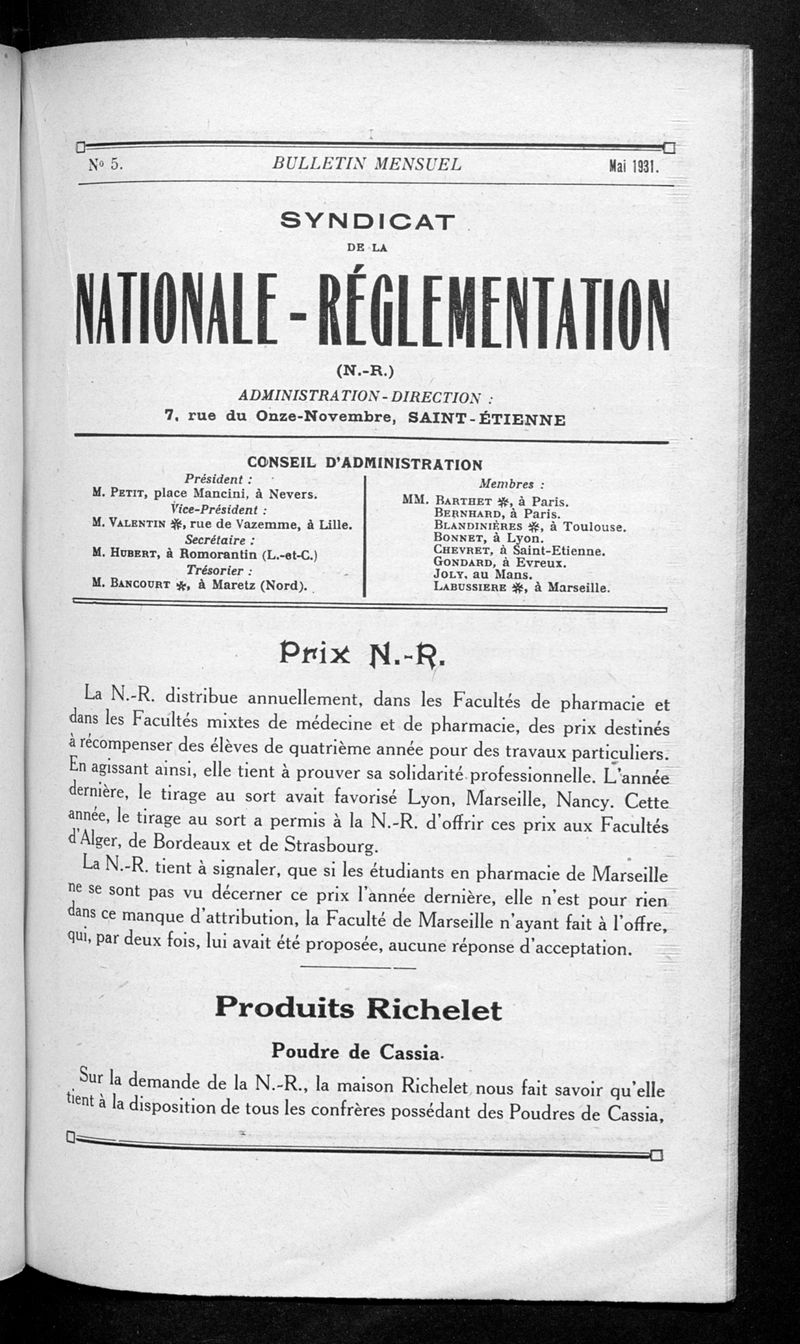 Nº 5. BULLETIN MENSUEL Mai 1931.
SYNDICAT
DE LA
NATIONALE-RÉGLEMENTATION
(N.-R.)
ADMINISTRATION-DIRECTION :
7, rue du Onze-Novembre, SAINT-ÉTIENNE
CONSEIL D'ADMINISTRATION
Président :
M. PETIT, place Mancini, à Nevers.
Vice-Président :
M. VALENTIN ✻, rue de Vazemme, à Lille.
Secrétaire :
M. HUBERT, à Romorantin (L.-et-C.)
Trésorier :
M. BANCOURT ✻, à Maretz (Nord).
Membres :
MM. BARTHET ✻, à Paris.
BERNHARD, à Paris.
BLANDINIÈRES ✻, à Toulouse.
BONNET, à Lyon.
CHEVRET, à Saint-Etienne.
GONDARD, à Evreux.
JOLY, au Mans.
LABUSSIERE ✻, à Marseille.
Prix N.-R.
La N.-R. distribue annuellement, dans les Facultés de pharmacie et
dans les Facultés mixtes de médecine et de pharmacie, des prix destinés
à récompenser des élèves de quatrième année pour des travaux particuliers.
En agissant ainsi, elle tient à prouver sa solidarité professionnelle. L'année
dernière, le tirage au sort avait favorisé Lyon, Marseille, Nancy. Cette
année, le tirage au sort a permis à la N.-R. d'offrir ces prix aux Facultés
d'Alger, de Bordeaux et de Strasbourg.
La N.-R. tient à signaler, que si les étudiants en pharmacie de Marseille
ne se sont pas vu décerner ce prix l'année dernière, elle n'est pour rien
dans ce manque d'attribution, la Faculté de Marseille n'ayant fait à l'offre,
qui, par deux fois, lui avait été proposée, aucune réponse d'acceptation.
Produits Richelet
Poudre de Cassia.
Sur la demande de la N.-R., la maison Richelet nous fait savoir qu'elle
tient à la disposition de tous les confrères possédant des Poudres de Cassia,